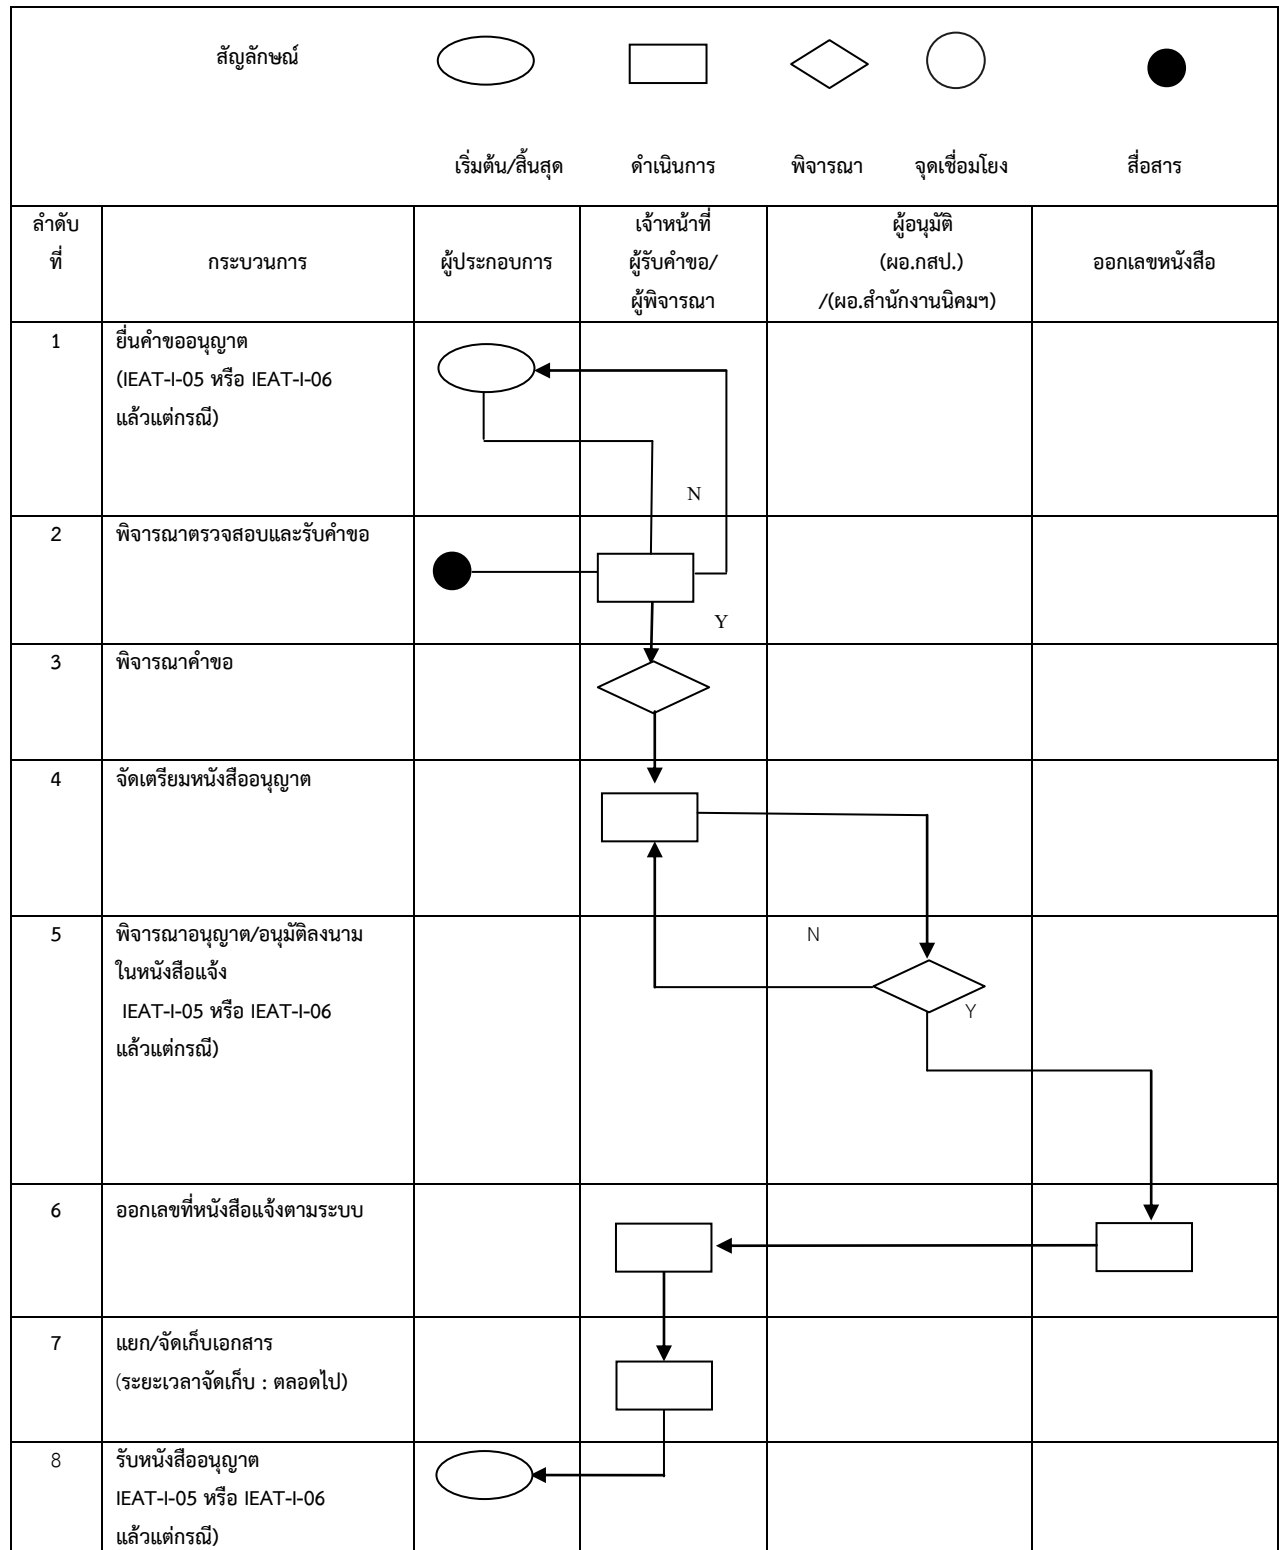 สัญลักษณ์
เริ่มต้น/สิ้นสุด ดำเนินการ พิจารณา จุดเชื่อมโยง สื่อสาร
ลำดับ
ที่
กระบวนการ
ผู้ประกอบการ
เจ้าหน้าที่
ผู้รับคำขอ/
ผู้พิจารณา
ผู้อนุมัติ
(ผอ.กสป.)
/(ผอ.สำนักงานนิคมฯ)
ออกเลขหนังสือ
1
ยื่นคำขออนุญาต
(IEAT-I-05 หรือ IEAT-I-06
แล้วแต่กรณี)
N
2
พิจารณาตรวจสอบและรับคำขอ
Y
3
พิจารณาคำขอ
4
จัดเตรียมหนังสืออนุญาต
5
พิจารณาอนุญาต/อนุมัติลงนาม
ในหนังสือแจ้ง
IEAT-I-05 หรือ IEAT-I-06
แล้วแต่กรณี)
N
Y
6
ออกเลขที่หนังสือแจ้งตามระบบ
7
แยก/จัดเก็บเอกสาร
(ระยะเวลาจัดเก็บ : ตลอดไป)
8
รับหนังสืออนุญาต
IEAT-I-05 หรือ IEAT-I-06
แล้วแต่กรณี)